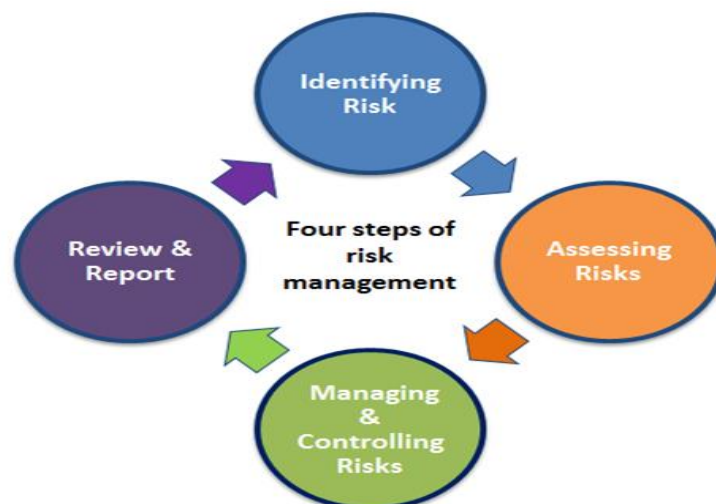 Identifying
Risk
Assessing
Risks
Four steps of
risk
management
Review &
Report
Managing
&
Controlling
Risks